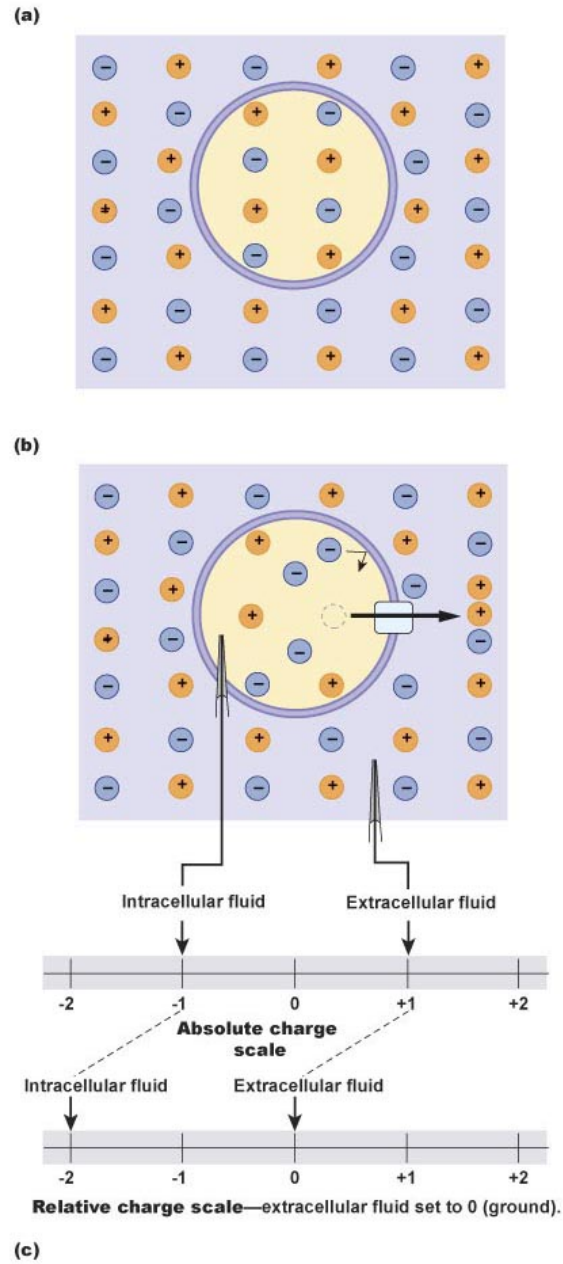 (a)
(b)
Intracellular fluid
Extracellular fluid
-2 -1 0 +1 +2
Absolute charge
scale
Intracellular fluid
Extracellular fluid
-2 -1 0 +1 +2
Relative charge scale—extracellular fluid set to 0 (ground).
(c)